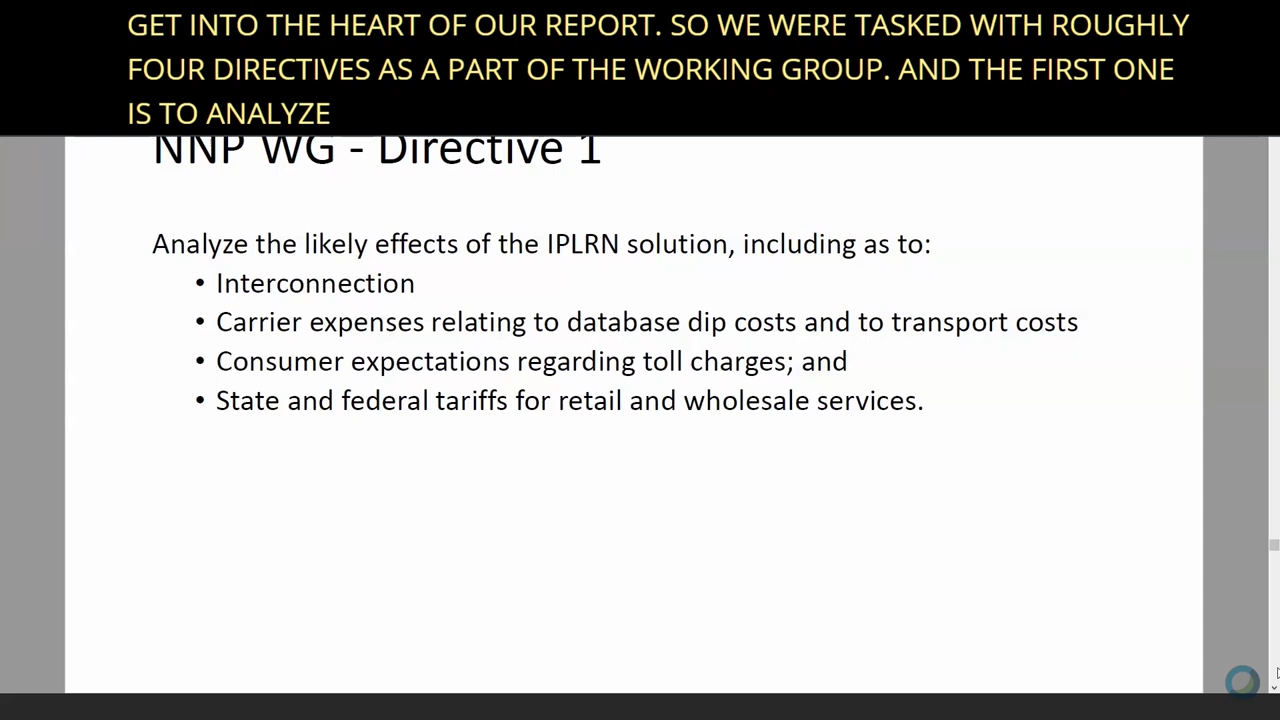 GET INTO THE HEART OF OUR REPORT. SO WE WERE TASKED WITH ROUGHLY
FOUR DIRECTIVES AS A PART OF THE WORKING GROUP. AND THE FIRST ONE
IS TO ANALYZE
NNP WG - Directive 1
Analyze the likely effects of the IPLRN solution, including as to:
• Interconnection
• Carrier expenses relating to database dip costs and to transport costs
• Consumer expectations regarding toll charges; and
• State and federal tariffs for retail and wholesale services.